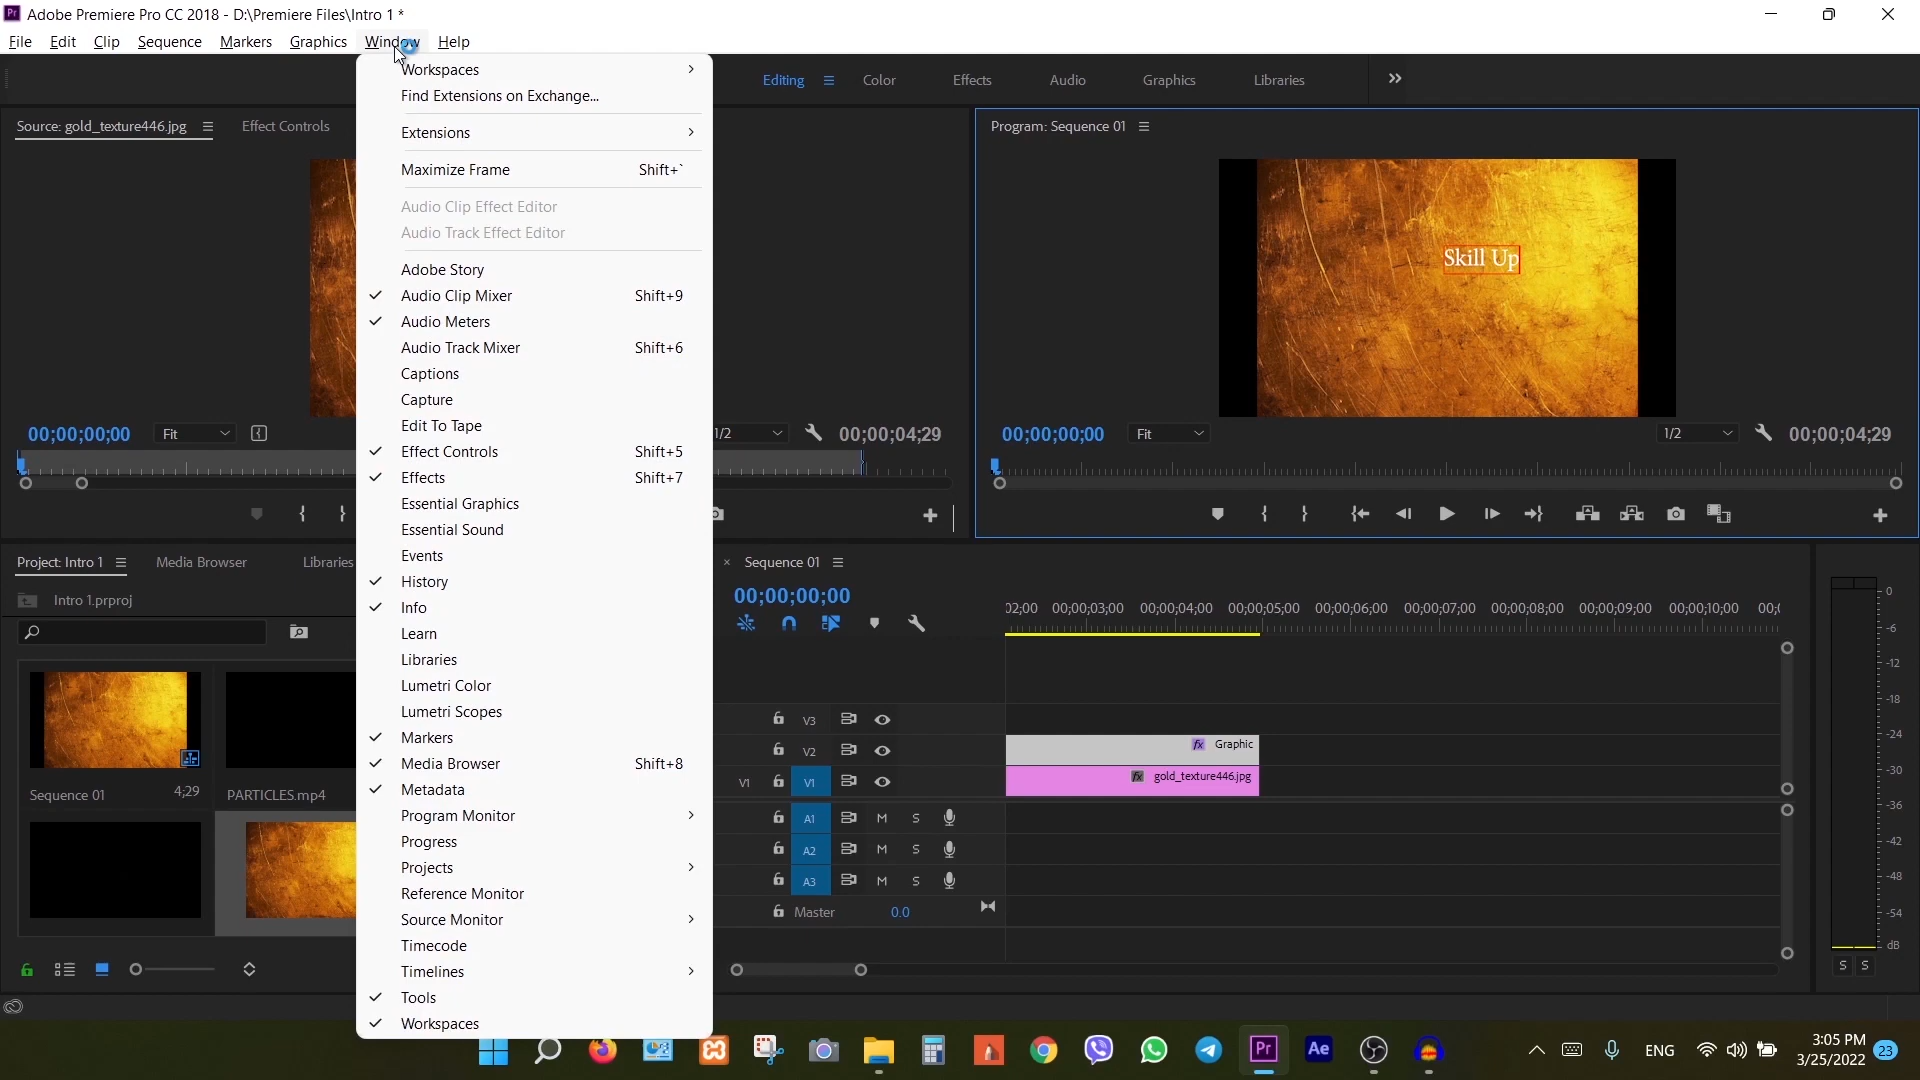 Pr Adobe Premiere Pro CC 2018 - D:\Premiere Files\Intro 1 *
File Edit Clip Sequence Markers Graphics Window Help
Editing Color Effects Audio Graphics Libraries
Source: gold_texture446.jpg Effect Controls
Workspaces
Find Extensions on Exchange...
Extensions
Maximize Frame Shift+`
Audio Clip Effect Editor
Audio Track Effect Editor
Adobe Story
Audio Clip Mixer Shift+9
Audio Meters
Audio Track Mixer Shift+6
Captions
Capture
Edit To Tape
Effect Controls Shift+5
Effects Shift+7
Essential Graphics
Essential Sound
Events
History
Info
Learn
Libraries
Lumetri Color
Lumetri Scopes
Markers
Media Browser Shift+8
Metadata
Program Monitor
Progress
Projects
Reference Monitor
Source Monitor
Timecode
Timelines
Tools
Workspaces
00;00;00;00 Fit 1/2 00;00;04;29
Program: Sequence 01
Skill Up
00;00;00;00 Fit 1/2 00;00;04;29
Project: Intro 1 Media Browser Libraries
Intro 1.prproj
Sequence 01 4;29 PARTICLES.mp4
× Sequence 01
00;00;00;00
02;00 00;00;03;00 00;00;04;00 00;00;05;00 00;00;06;00 00;00;07;00 00;00;08;00 00;00;09;00 00;00;10;00
V3
V2 fx Graphic
V1 V1 fx gold_texture446.jpg
A1 M S
A2 M S
A3 M S
Master 0.0
0
-6
-12
-18
-24
-30
-36
-42
-48
-54
dB
S S
Pr Ae ENG 3:05 PM
3/25/2022 23